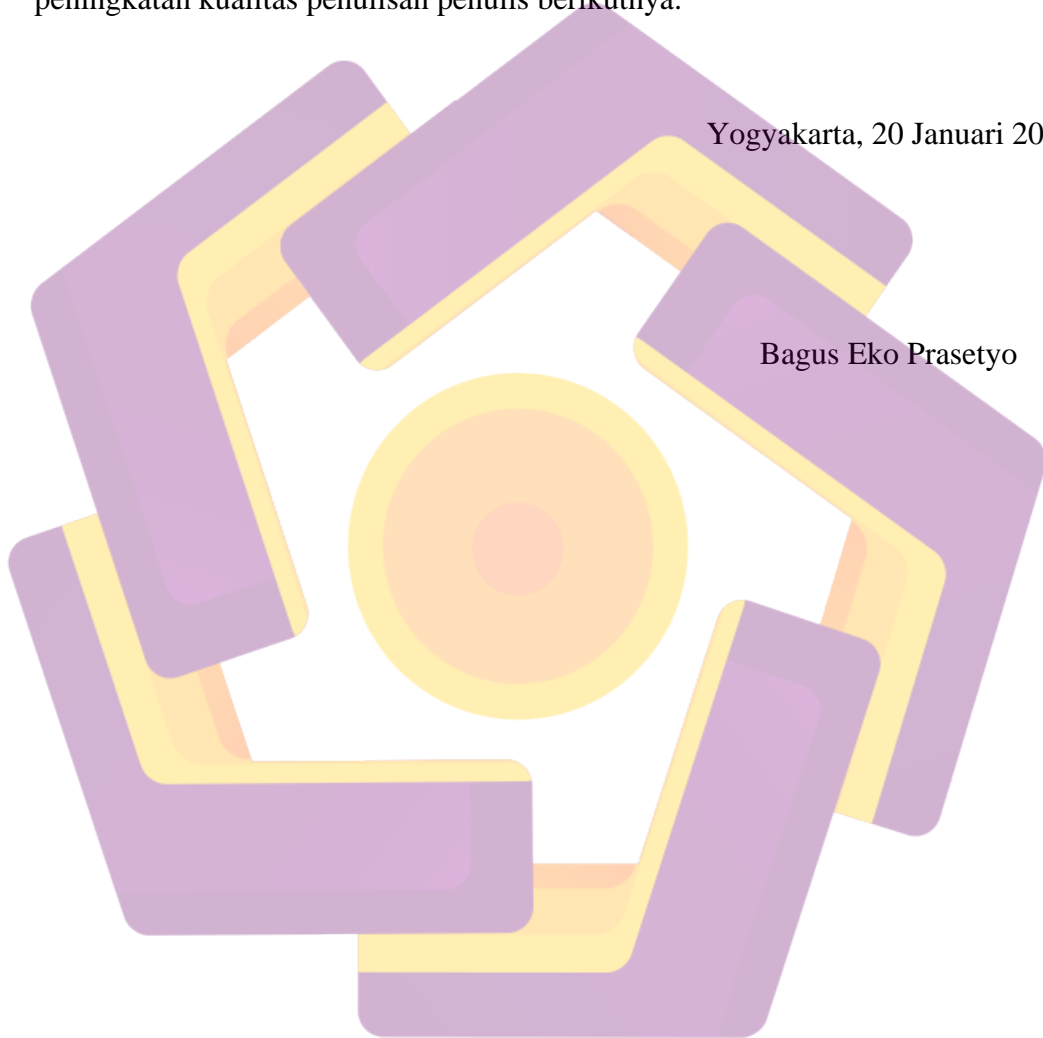 peningkatan kualitas penulisan penulis berikutnya.
Yogyakarta, 20 Januari 20
Bagus Eko Prasetyo